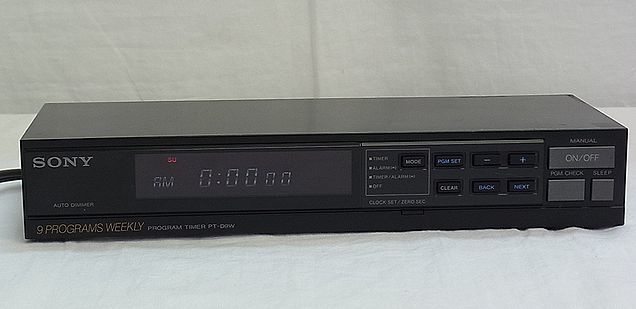 SONY
SU
AM 0:00
AUTO DIMMER
9 PROGRAMS WEEKLY PROGRAM TIMER PT-D9W
TIMER
ALARM
TIMER/ALARM
OFF
MODE
PGM SET
−
+
CLEAR
BACK
NEXT
CLOCK SET/ZERO SEC
MANUAL
ON/OFF
PGM CHECK
SLEEP